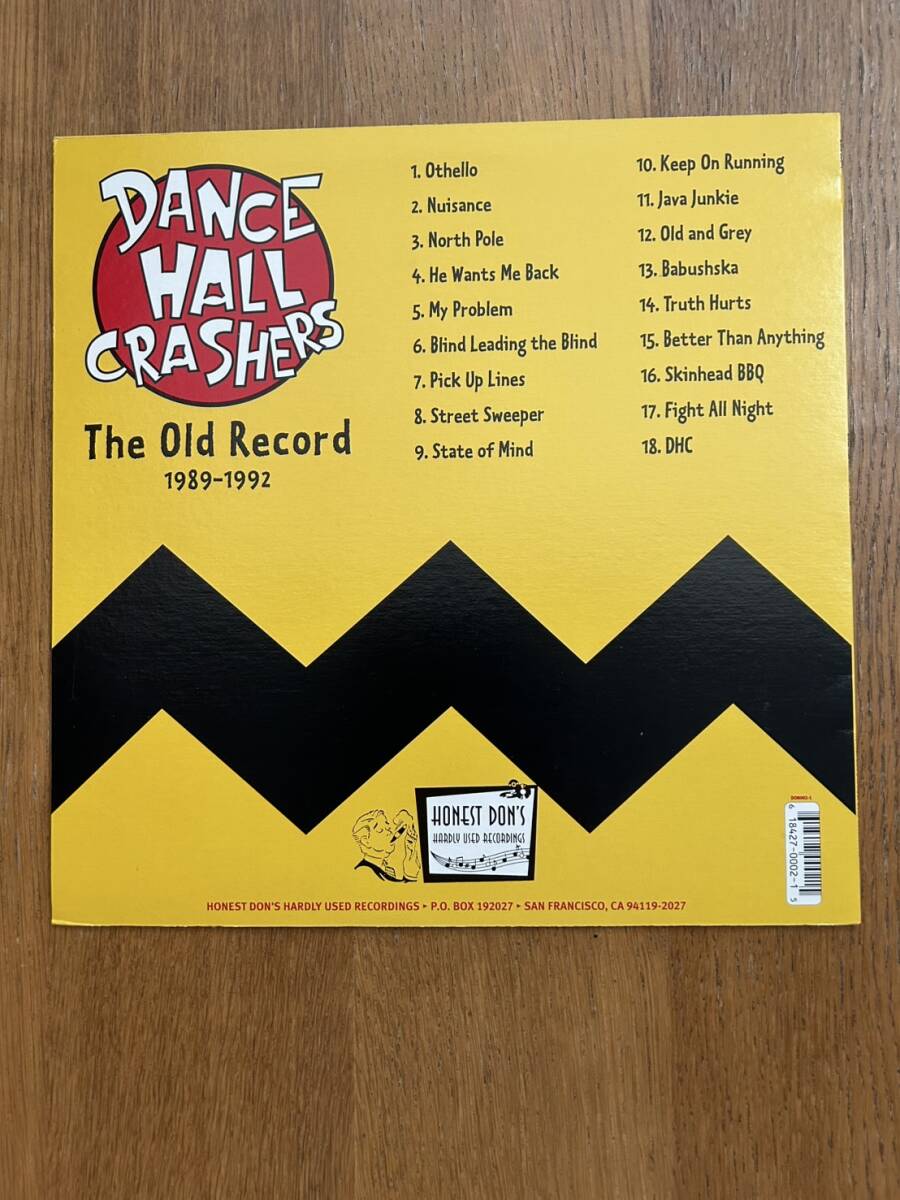 DANCE
HALL
CRASHERS
The Old Record
1989-1992
1. Othello
2. Nuisance
3. North Pole
4. He Wants Me Back
5. My Problem
6. Blind Leading the Blind
7. Pick Up Lines
8. Street Sweeper
9. State of Mind
10. Keep On Running
11. Java Junkie
12. Old and Grey
13. Babushska
14. Truth Hurts
15. Better Than Anything
16. Skinhead BBQ
17. Fight All Night
18. DHC
HONEST DON'S
HARDLY USED RECORDINGS
6 18427-0002-1 5
HONEST DON'S HARDLY USED RECORDINGS ▸ P.O. BOX 192027 ▸ SAN FRANCISCO, CA 94119-2027